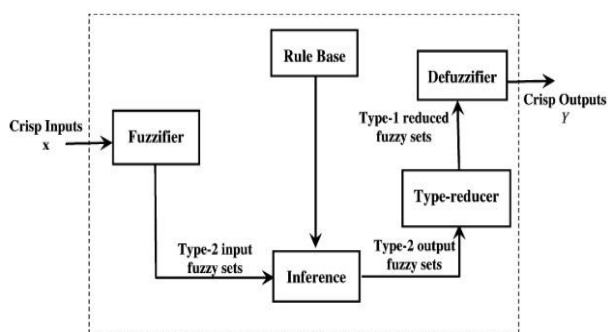 Rule Base
Defuzzifier
Crisp Outputs
Y
Type-1 reduced
fuzzy sets
Crisp Inputs
x
Fuzzifier
Type-reducer
Type-2 input
fuzzy sets
Inference
Type-2 output
fuzzy sets